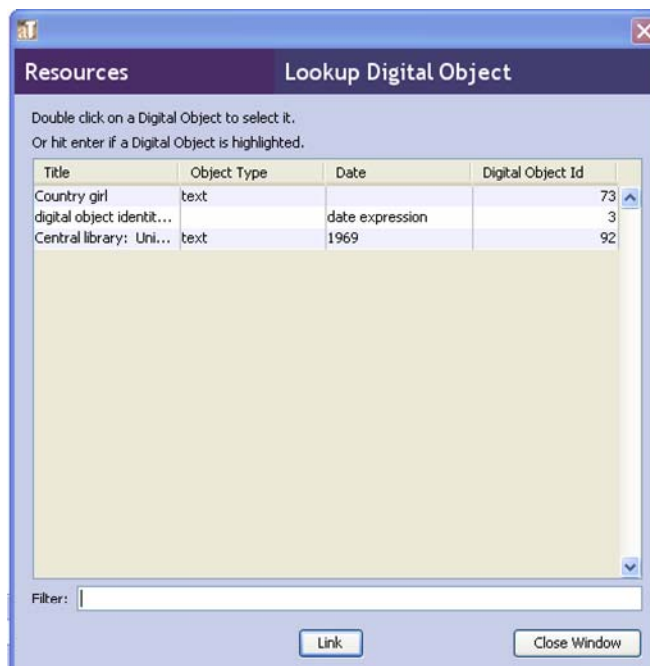 aT
Resources Lookup Digital Object
Double click on a Digital Object to select it.
Or hit enter if a Digital Object is highlighted.
Title Object Type Date Digital Object Id
Country girl text 73
digital object identit... date expression 3
Central library: Uni... text 1969 92
Filter:
Link Close Window